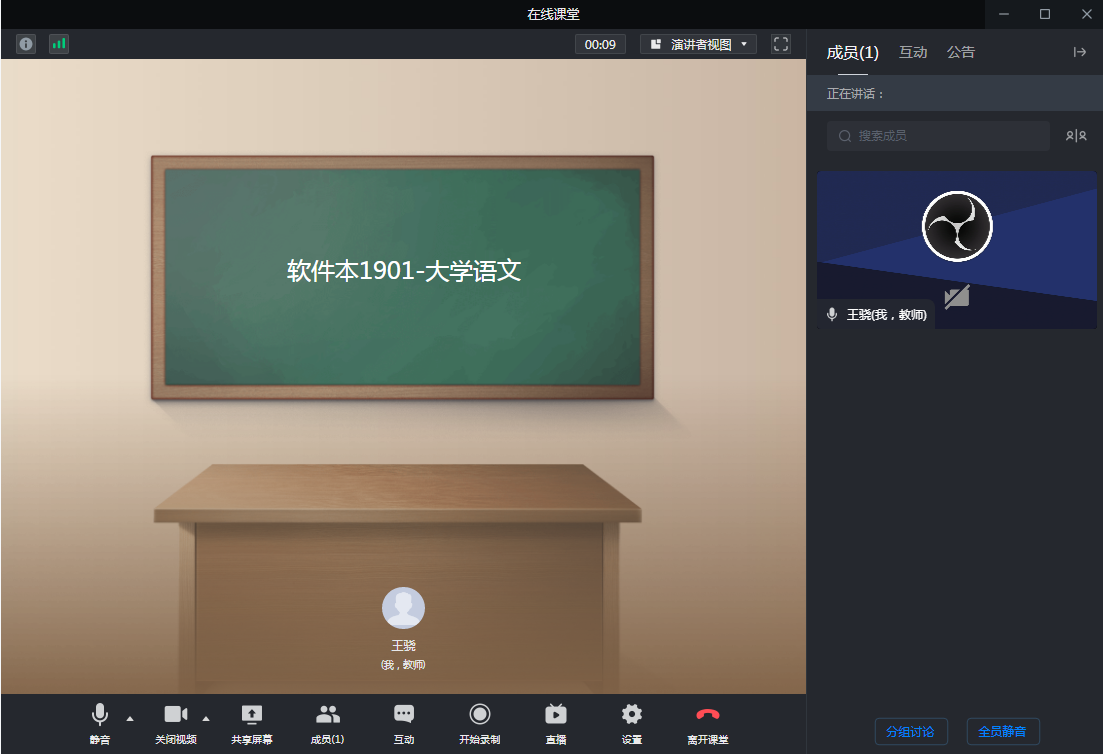 在线课堂
00:09
演讲者视图
成员(1)
互动
公告
正在讲话：
搜索成员
软件本1901-大学语文
王骁(我，教师)
王骁
(我，教师)
静音
关闭视频
共享屏幕
成员(1)
互动
开始录制
直播
设置
离开课堂
分组讨论
全员静音